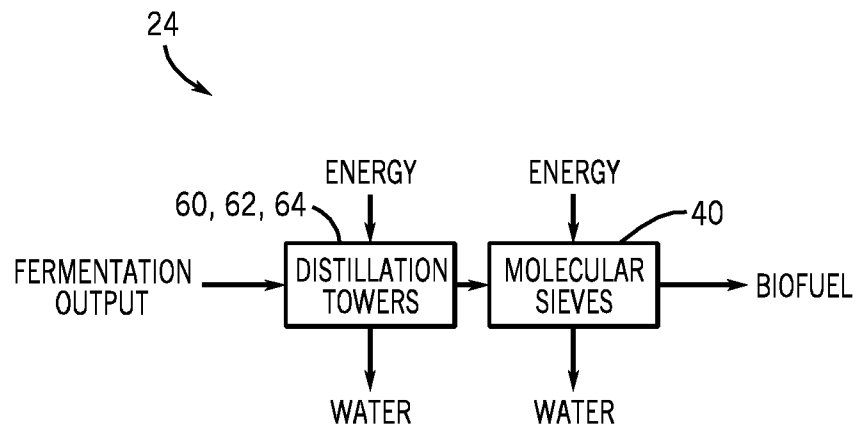 24
ENERGY
ENERGY
60, 62, 64
40
FERMENTATION
OUTPUT
DISTILLATION
TOWERS
MOLECULAR
SIEVES
BIOFUEL
WATER
WATER